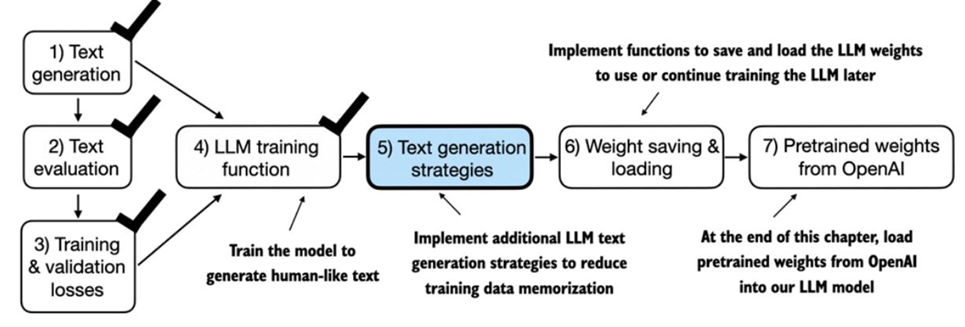 Implement functions to save and load the LLM weights
to use or continue training the LLM later
1) Text
generation
2) Text
evaluation
3) Training
& validation
losses
4) LLM training
function
5) Text generation
strategies
6) Weight saving &
loading
7) Pretrained weights
from OpenAI
Train the model to
generate human-like text
Implement additional LLM text
generation strategies to reduce
training data memorization
At the end of this chapter, load
pretrained weights from OpenAI
into our LLM model